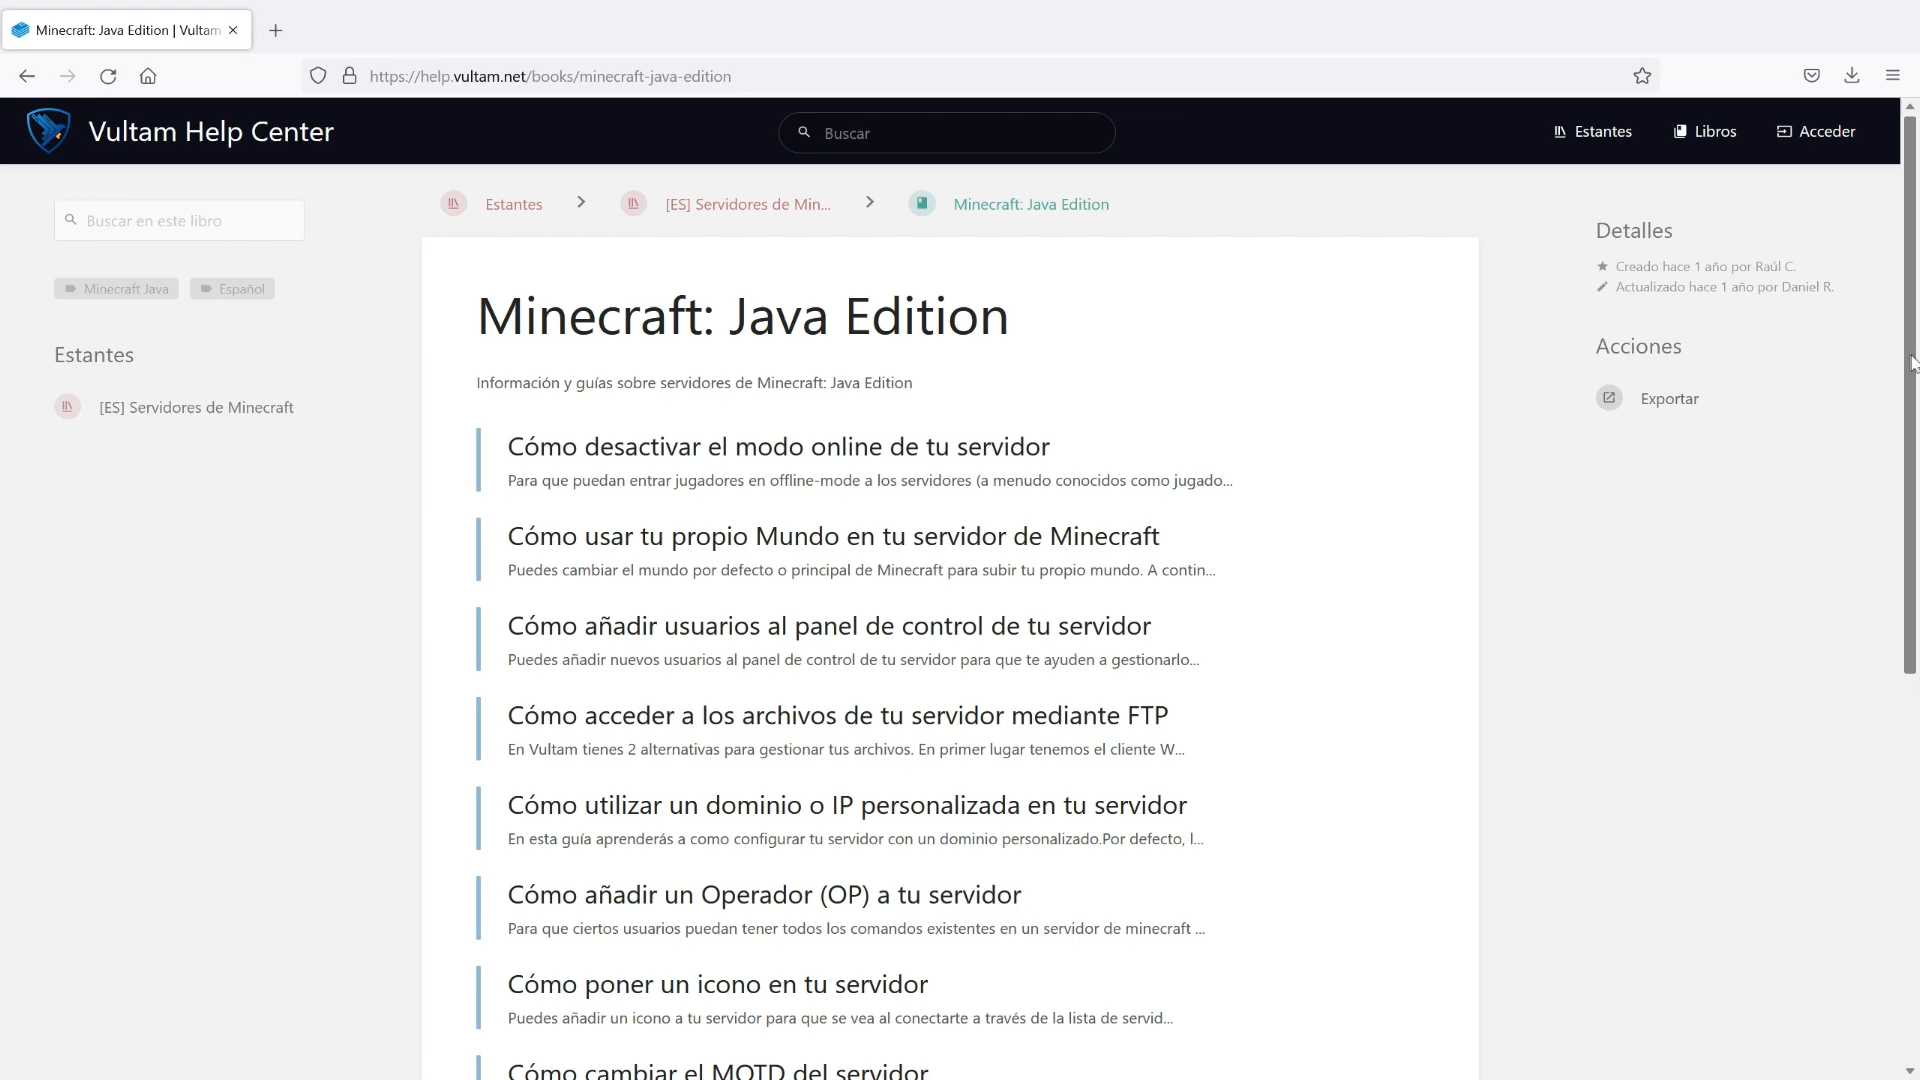 Minecraft: Java Edition | Vultam
https://help.vultam.net/books/minecraft-java-edition
Vultam Help Center
Buscar
Estantes
Libros
Acceder
Buscar en este libro
Minecraft Java
Español
Estantes
[ES] Servidores de Minecraft
Estantes
[ES] Servidores de Min...
Minecraft: Java Edition
Minecraft: Java Edition
Información y guías sobre servidores de Minecraft: Java Edition
Cómo desactivar el modo online de tu servidor
Para que puedan entrar jugadores en offline-mode a los servidores (a menudo conocidos como jugado...
Cómo usar tu propio Mundo en tu servidor de Minecraft
Puedes cambiar el mundo por defecto o principal de Minecraft para subir tu propio mundo. A contin...
Cómo añadir usuarios al panel de control de tu servidor
Puedes añadir nuevos usuarios al panel de control de tu servidor para que te ayuden a gestionarlo...
Cómo acceder a los archivos de tu servidor mediante FTP
En Vultam tienes 2 alternativas para gestionar tus archivos. En primer lugar tenemos el cliente W...
Cómo utilizar un dominio o IP personalizada en tu servidor
En esta guía aprenderás a como configurar tu servidor con un dominio personalizado.Por defecto, l...
Cómo añadir un Operador (OP) a tu servidor
Para que ciertos usuarios puedan tener todos los comandos existentes en un servidor de minecraft ...
Cómo poner un icono en tu servidor
Puedes añadir un icono a tu servidor para que se vea al conectarte a través de la lista de servid...
Cómo cambiar el MOTD del servidor
Detalles
Creado hace 1 año por Raúl C.
Actualizado hace 1 año por Daniel R.
Acciones
Exportar